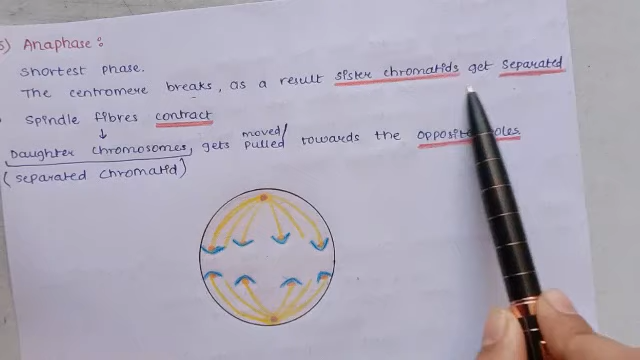 ) Anaphase :
Shortest phase.
The centromere breaks, as a result sister chromatids get separated
Spindle fibres contract
↓
Daughter chromosomes, gets moved/pulled towards the opposite poles.
(separated chromatid)